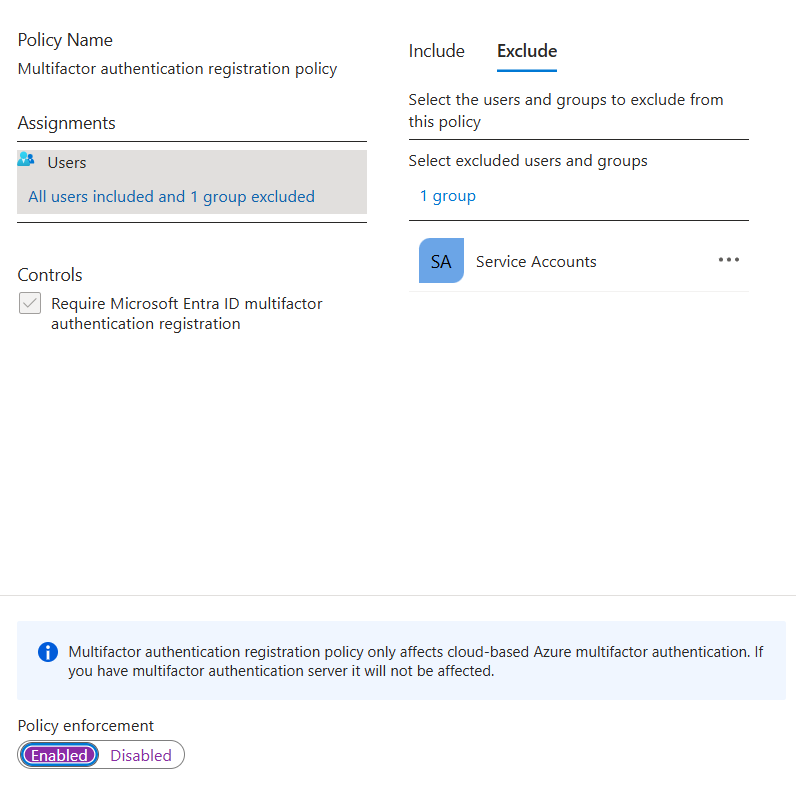 Policy Name
Multifactor authentication registration policy
Assignments
Users
All users included and 1 group excluded
Controls
Require Microsoft Entra ID multifactor
authentication registration
Include Exclude
Select the users and groups to exclude from
this policy
Select excluded users and groups
1 group
SA Service Accounts
Multifactor authentication registration policy only affects cloud-based Azure multifactor authentication. If
you have multifactor authentication server it will not be affected.
Policy enforcement
Enabled Disabled